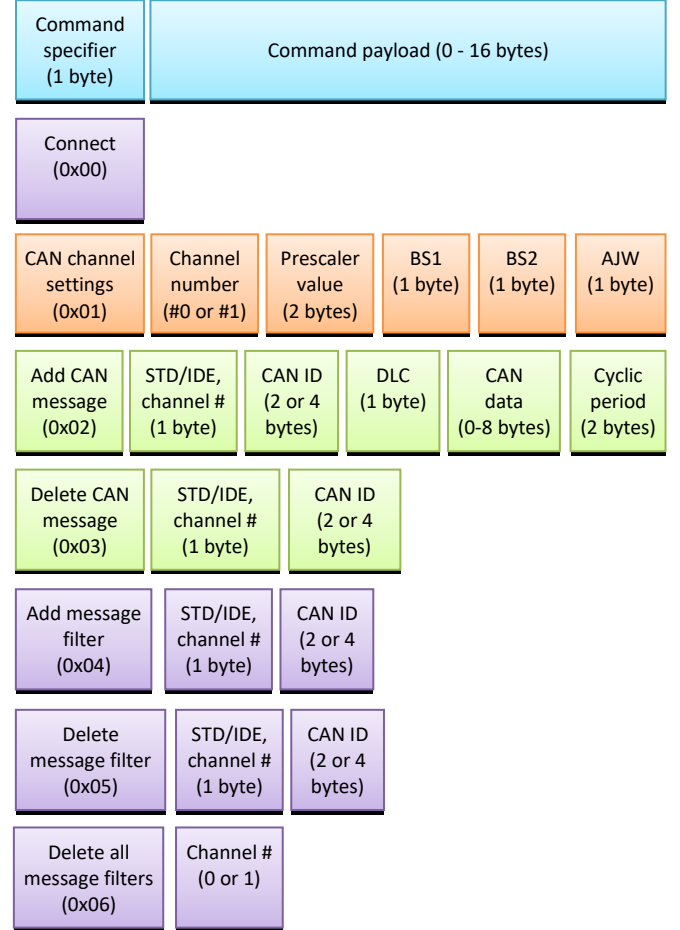 Command
specifier
(1 byte)
Command payload (0 - 16 bytes)
Connect
(0x00)
CAN channel
settings
(0x01)
Channel
number
(#0 or #1)
Prescaler
value
(2 bytes)
BS1
(1 byte)
BS2
(1 byte)
AJW
(1 byte)
Add CAN
message
(0x02)
STD/IDE,
channel #
(1 byte)
CAN ID
(2 or 4
bytes)
DLC
(1 byte)
CAN
data
(0-8 bytes)
Cyclic
period
(2 bytes)
Delete CAN
message
(0x03)
STD/IDE,
channel #
(1 byte)
CAN ID
(2 or 4
bytes)
Add message
filter
(0x04)
STD/IDE,
channel #
(1 byte)
CAN ID
(2 or 4
bytes)
Delete
message filter
(0x05)
STD/IDE,
channel #
(1 byte)
CAN ID
(2 or 4
bytes)
Delete all
message filters
(0x06)
Channel #
(0 or 1)